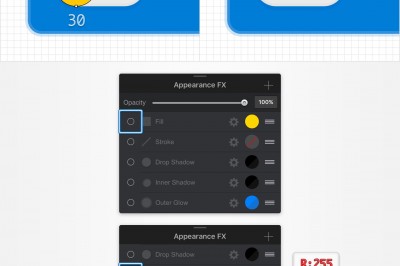 30
Appearance FX
Opacity 100%
Fill
Stroke
Drop Shadow
Inner Shadow
Outer Glow
Appearance FX
Drop Shadow
R:255